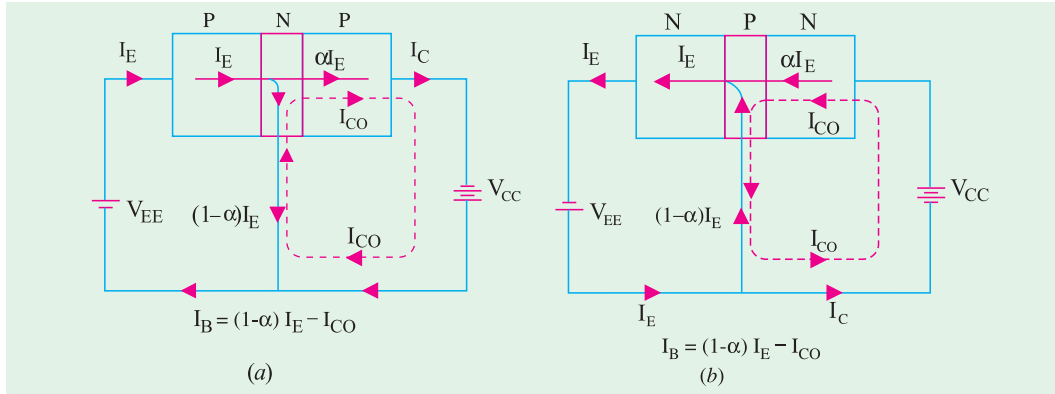 P N P
I_E I_E αI_E I_C
I_CO
V_EE (1–α)I_E V_CC
I_CO
I_B = (1-α) I_E – I_CO
(a)
N P N
I_E I_E αI_E
I_CO
V_EE (1–α)I_E V_CC
I_CO
I_E I_C
I_B = (1-α) I_E – I_CO
(b)